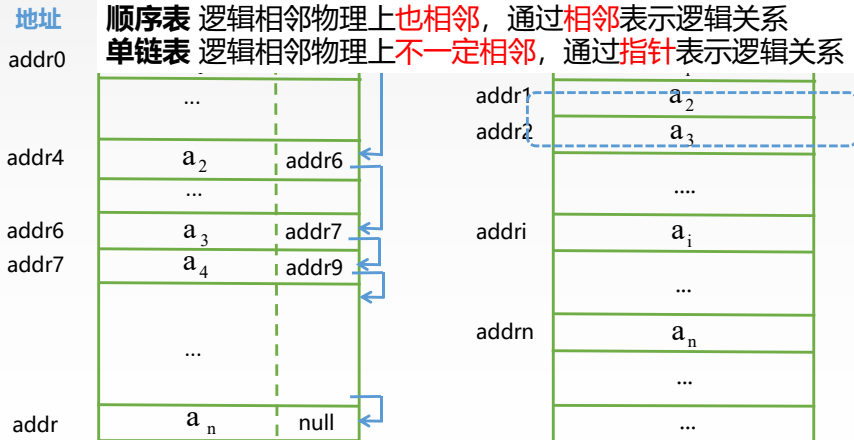 地址
顺序表 逻辑相邻物理上也相邻，通过相邻表示逻辑关系
单链表 逻辑相邻物理上不一定相邻，通过指针表示逻辑关系
addr0
...
addr4 a2 addr6
...
addr6 a3 addr7
addr7 a4 addr9
...
addr an null
addr1 a2
addr2 a3
....
addri ai
...
addrn an
...
...